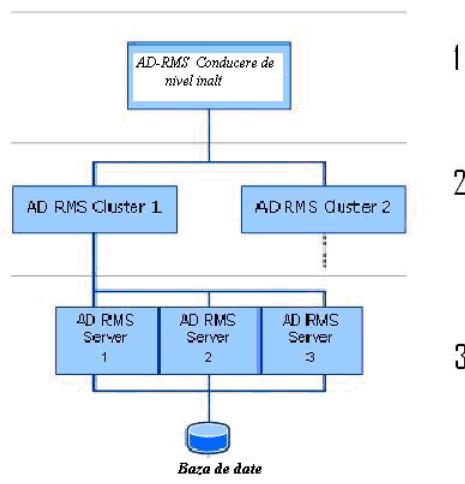 AD-RMS Conducere de
nivel inalt
1
AD RMS Cluster 1
AD RMS Cluster 2
2
AD RMS
Server
1
AD RMS
Server
2
AD RMS
Server
3
3
Baza de date